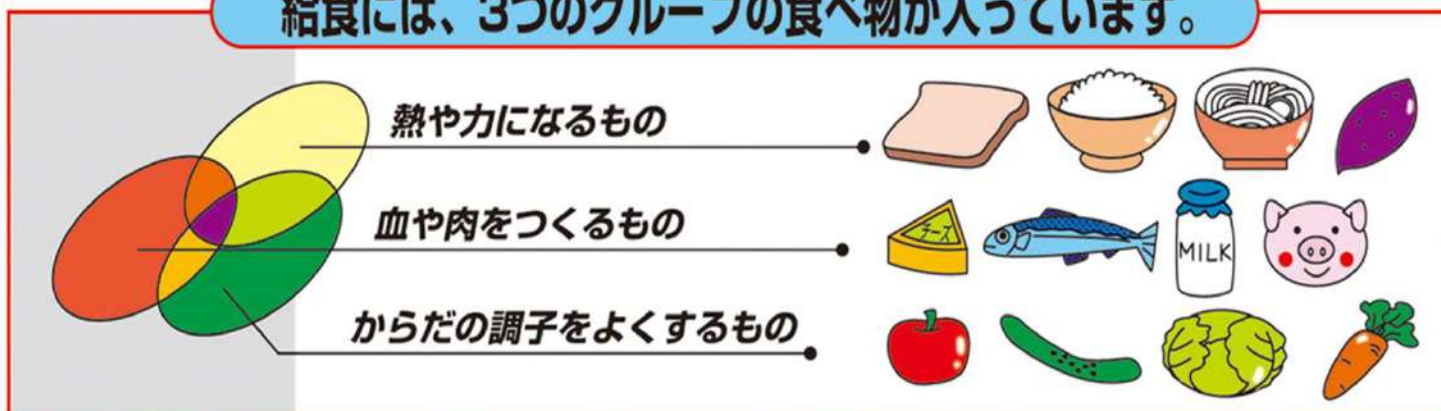 給食には、3つのグループの食べ物が入っています。
熱や力になるもの
血や肉をつくるもの
チーズ
MILK
からだの調子をよくするもの